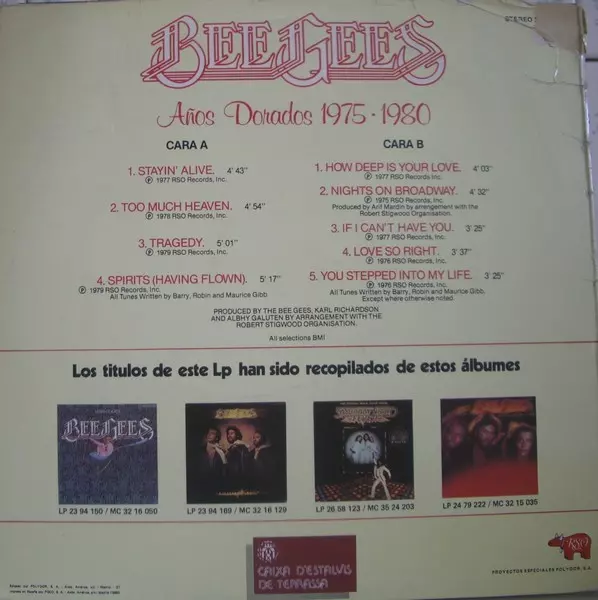 BEE GEES
STEREO
Años Dorados 1975 · 1980
CARA A
1. STAYIN' ALIVE. 4' 43"
Ⓟ 1977 RSO Records, Inc.
2. TOO MUCH HEAVEN. 4' 54"
Ⓟ 1978 RSO Records, Inc.
3. TRAGEDY. 5' 01"
Ⓟ 1979 RSO Records, Inc.
4. SPIRITS (HAVING FLOWN). 5' 17"
Ⓟ 1979 RSO Records, Inc.
All Tunes Written by Barry, Robin and Maurice Gibb
CARA B
1. HOW DEEP IS YOUR LOVE. 4' 03"
Ⓟ 1977 RSO Records, Inc.
2. NIGHTS ON BROADWAY. 4' 32"
Ⓟ 1975 RSO Records, Inc.
Produced by Arif Mardin by arrangement with the
Robert Stigwood Organisation.
3. IF I CAN'T HAVE YOU. 3' 25"
Ⓟ 1977 RSO Records, Inc.
4. LOVE SO RIGHT. 3' 37"
Ⓟ 1976 RSO Records, Inc.
5. YOU STEPPED INTO MY LIFE. 3' 25"
Ⓟ 1976 RSO Records, Inc.
All Tunes Written by Barry, Robin and Maurice Gibb,
Except where otherwise noted.
PRODUCED BY THE BEE GEES, KARL RICHARDSON
AND ALBHY GALUTEN BY ARRANGEMENT WITH THE
ROBERT STIGWOOD ORGANISATION.
All selections BMI
Los titulos de este Lp han sido recopilados de estos álbumes
BEE GEES
BEE GEES
LP 23 94 150 / MC 32 16 050
LP 23 94 169 / MC 32 16 129
LP 26 58 123 / MC 35 24 203
LP 24 79 222 / MC 32 15 035
CAIXA D'ESTALVIS
DE TERRASSA
RSO
PROYECTOS ESPECIALES POLYDOR, S.A.